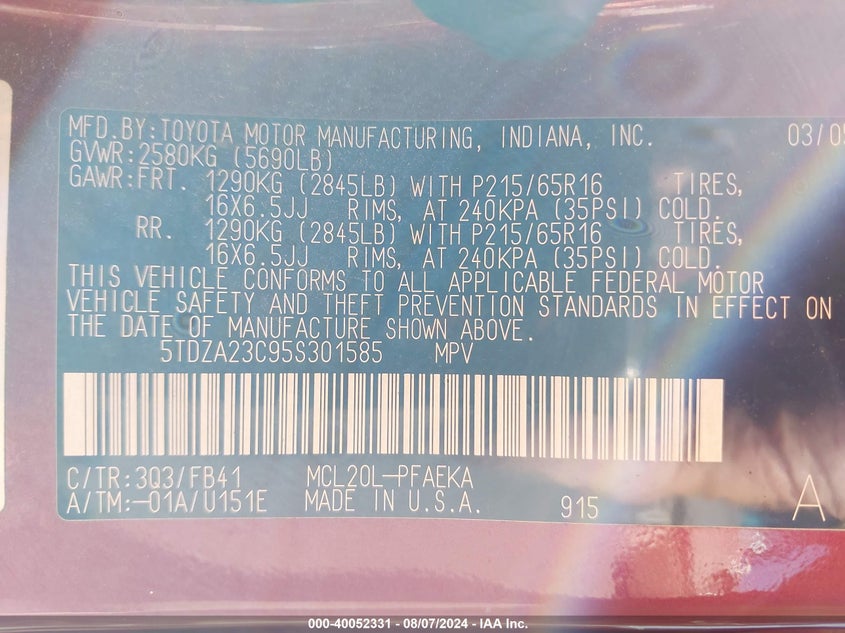 MFD.BY:TOYOTA MOTOR MANUFACTURING, INDIANA, INC. 03/05
GVWR:2580KG (5690LB)
GAWR:FRT. 1290KG (2845LB) WITH P215/65R16 TIRES,
16X6.5JJ RIMS, AT 240KPA (35PSI) COLD.
RR. 1290KG (2845LB) WITH P215/65R16 TIRES,
16X6.5JJ RIMS, AT 240KPA (35PSI) COLD.
THIS VEHICLE CONFORMS TO ALL APPLICABLE FEDERAL MOTOR
VEHICLE SAFETY AND THEFT PREVENTION STANDARDS IN EFFECT ON
THE DATE OF MANUFACTURE SHOWN ABOVE.
5TDZA23C95S301585 MPV
C/TR:3Q3/FB41 MCL20L-PFAEKA
A/TM:-01A/U151E MADE IN U.S.A. 915 A
000-40052331 - 08/07/2024 - IAA Inc.